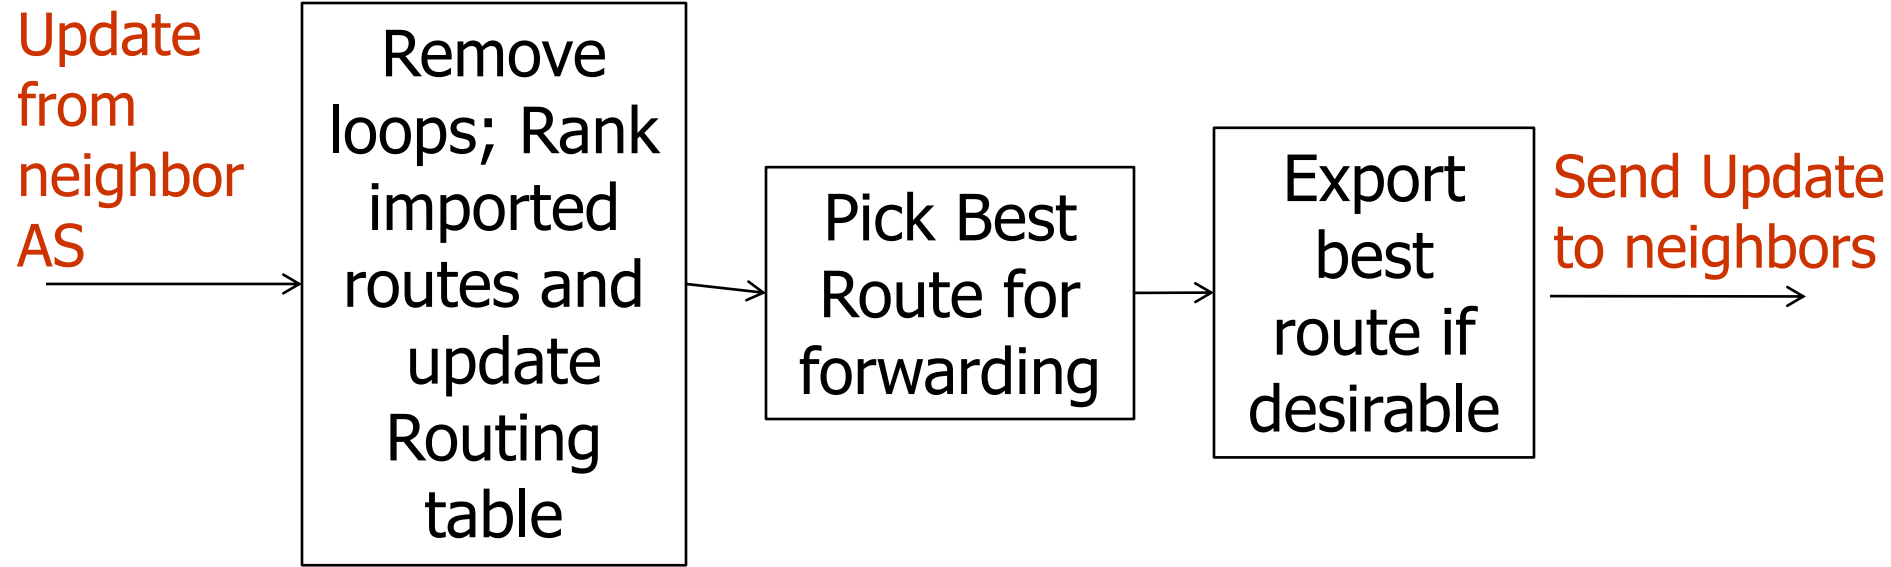 Update
from
neighbor
AS
Remove
loops; Rank
imported
routes and
update
Routing
table
Pick Best
Route for
forwarding
Export
best
route if
desirable
Send Update
to neighbors